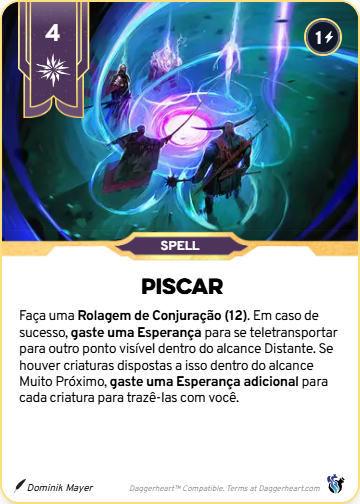 4
1
SPELL
PISCAR
Faça uma Rolagem de Conjuração (12). Em caso de
sucesso, gaste uma Esperança para se teletransportar
para outro ponto visível dentro do alcance Distante. Se
houver criaturas dispostas a isso dentro do alcance
Muito Próximo, gaste uma Esperança adicional para
cada criatura para trazê-las com você.
Dominik Mayer
Daggerheart™ Compatible. Terms at Daggerheart.com